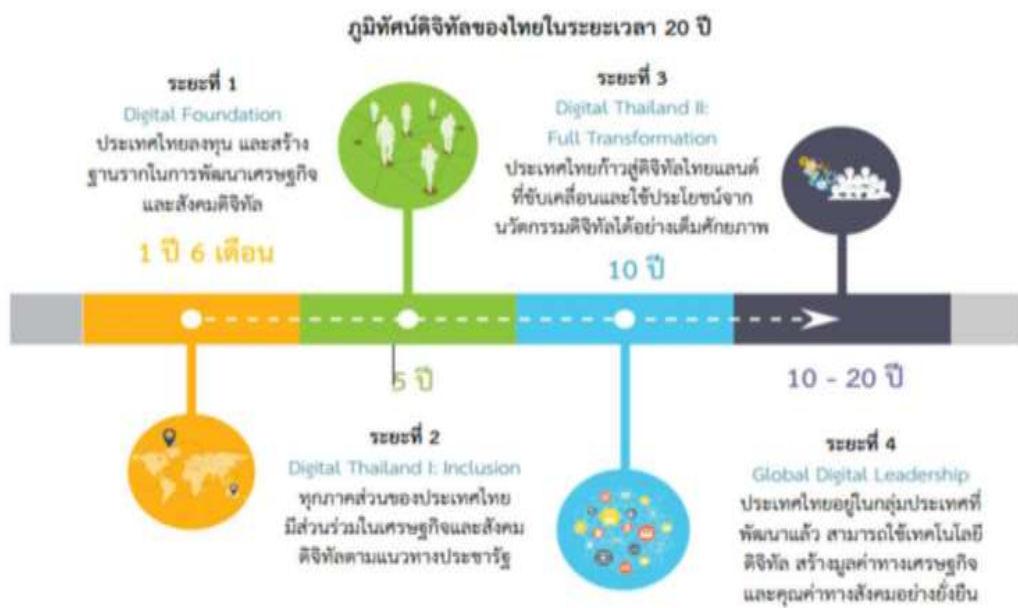 ภูมิทัศน์ดิจิทัลของไทยในระยะเวลา 20 ปี
ระยะที่ 1
Digital Foundation
ประเทศไทยลงทุน และสร้าง
ฐานรากในการพัฒนาเศรษฐกิจ
และสังคมดิจิทัล
1 ปี 6 เดือน
5 ปี
ระยะที่ 2
Digital Thailand I: Inclusion
ทุกภาคส่วนของประเทศไทย
มีส่วนร่วมในเศรษฐกิจและสังคม
ดิจิทัลตามแนวทางประชารัฐ
ระยะที่ 3
Digital Thailand II:
Full Transformation
ประเทศไทยก้าวสู่ดิจิทัลไทยแลนด์
ที่ขับเคลื่อนและใช้ประโยชน์จาก
นวัตกรรมดิจิทัลได้อย่างเต็มศักยภาพ
10 ปี
10 - 20 ปี
ระยะที่ 4
Global Digital Leadership
ประเทศไทยอยู่ในกลุ่มประเทศที่
พัฒนาแล้ว สามารถใช้เทคโนโลยี
ดิจิทัล สร้างมูลค่าทางเศรษฐกิจ
และคุณค่าทางสังคมอย่างยั่งยืน